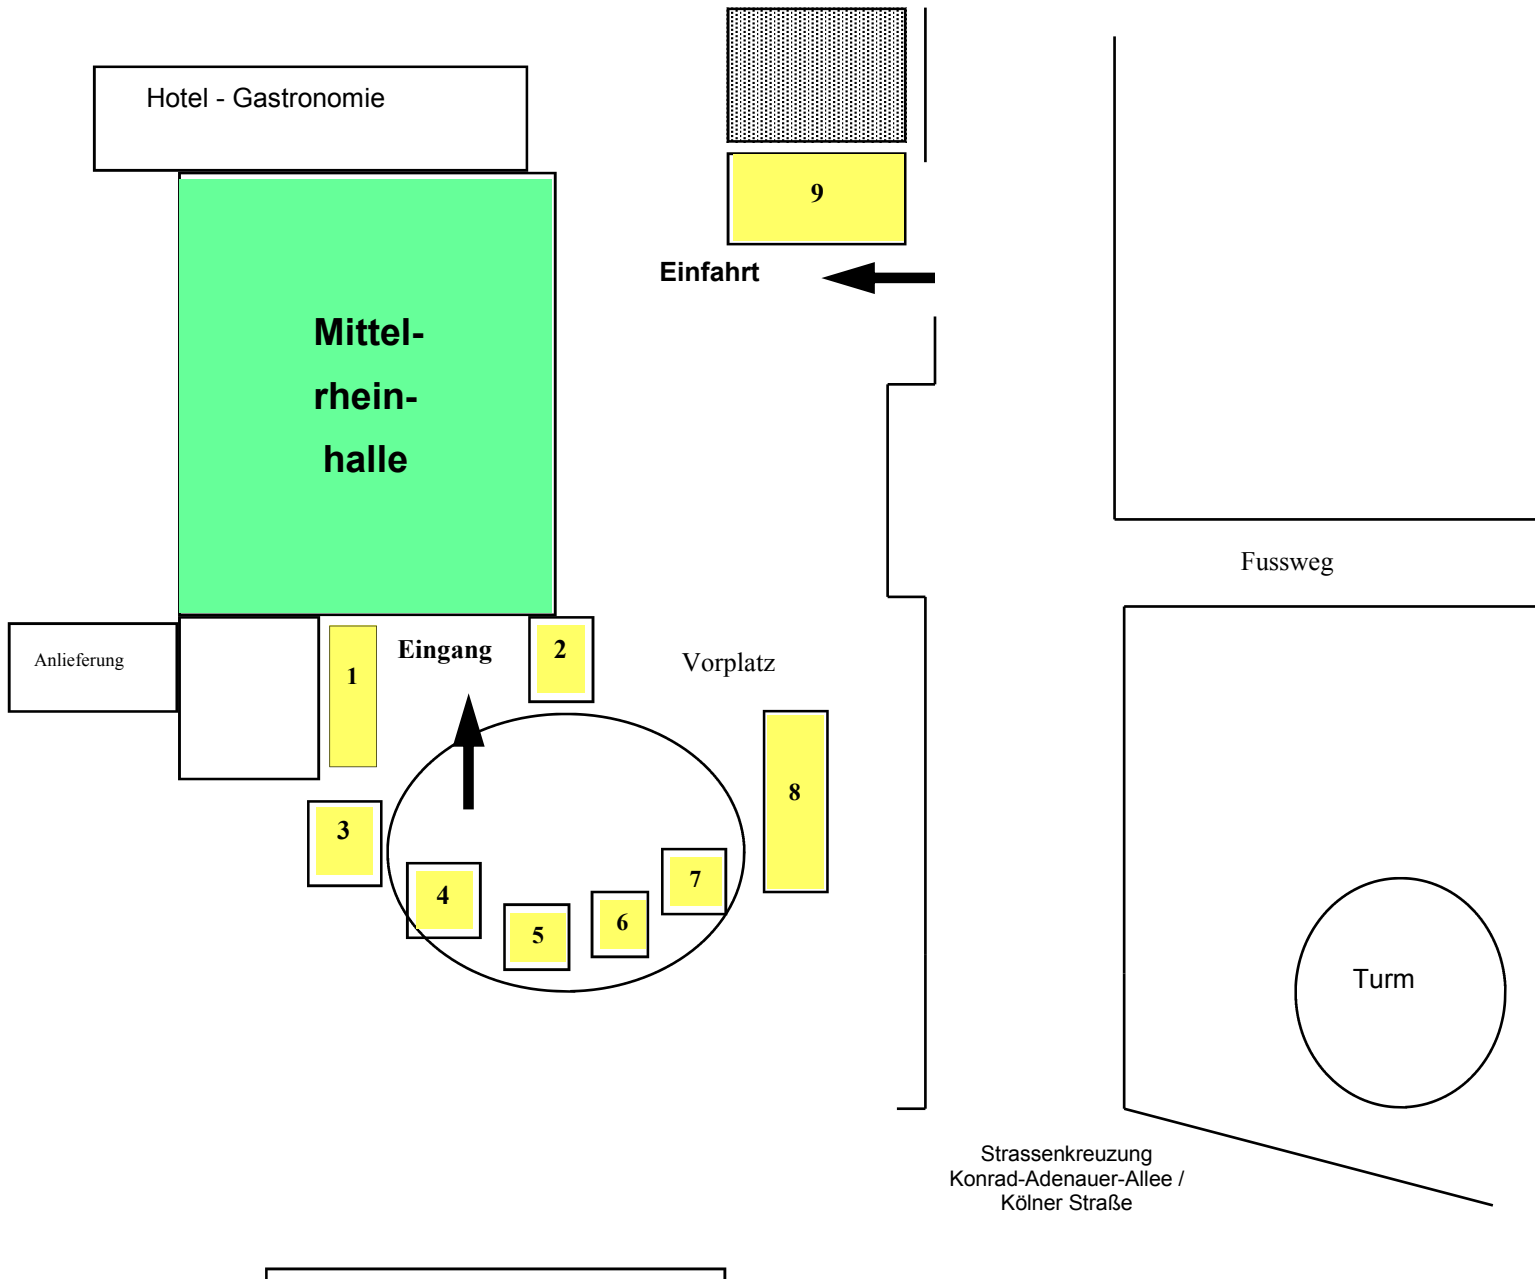 Hotel - Gastronomie
9
Einfahrt
Mittel-
rhein-
halle
Fussweg
Anlieferung
1
Eingang
2
Vorplatz
3
4
5
6
7
8
Turm
Strassenkreuzung
Konrad-Adenauer-Allee /
Kölner Straße